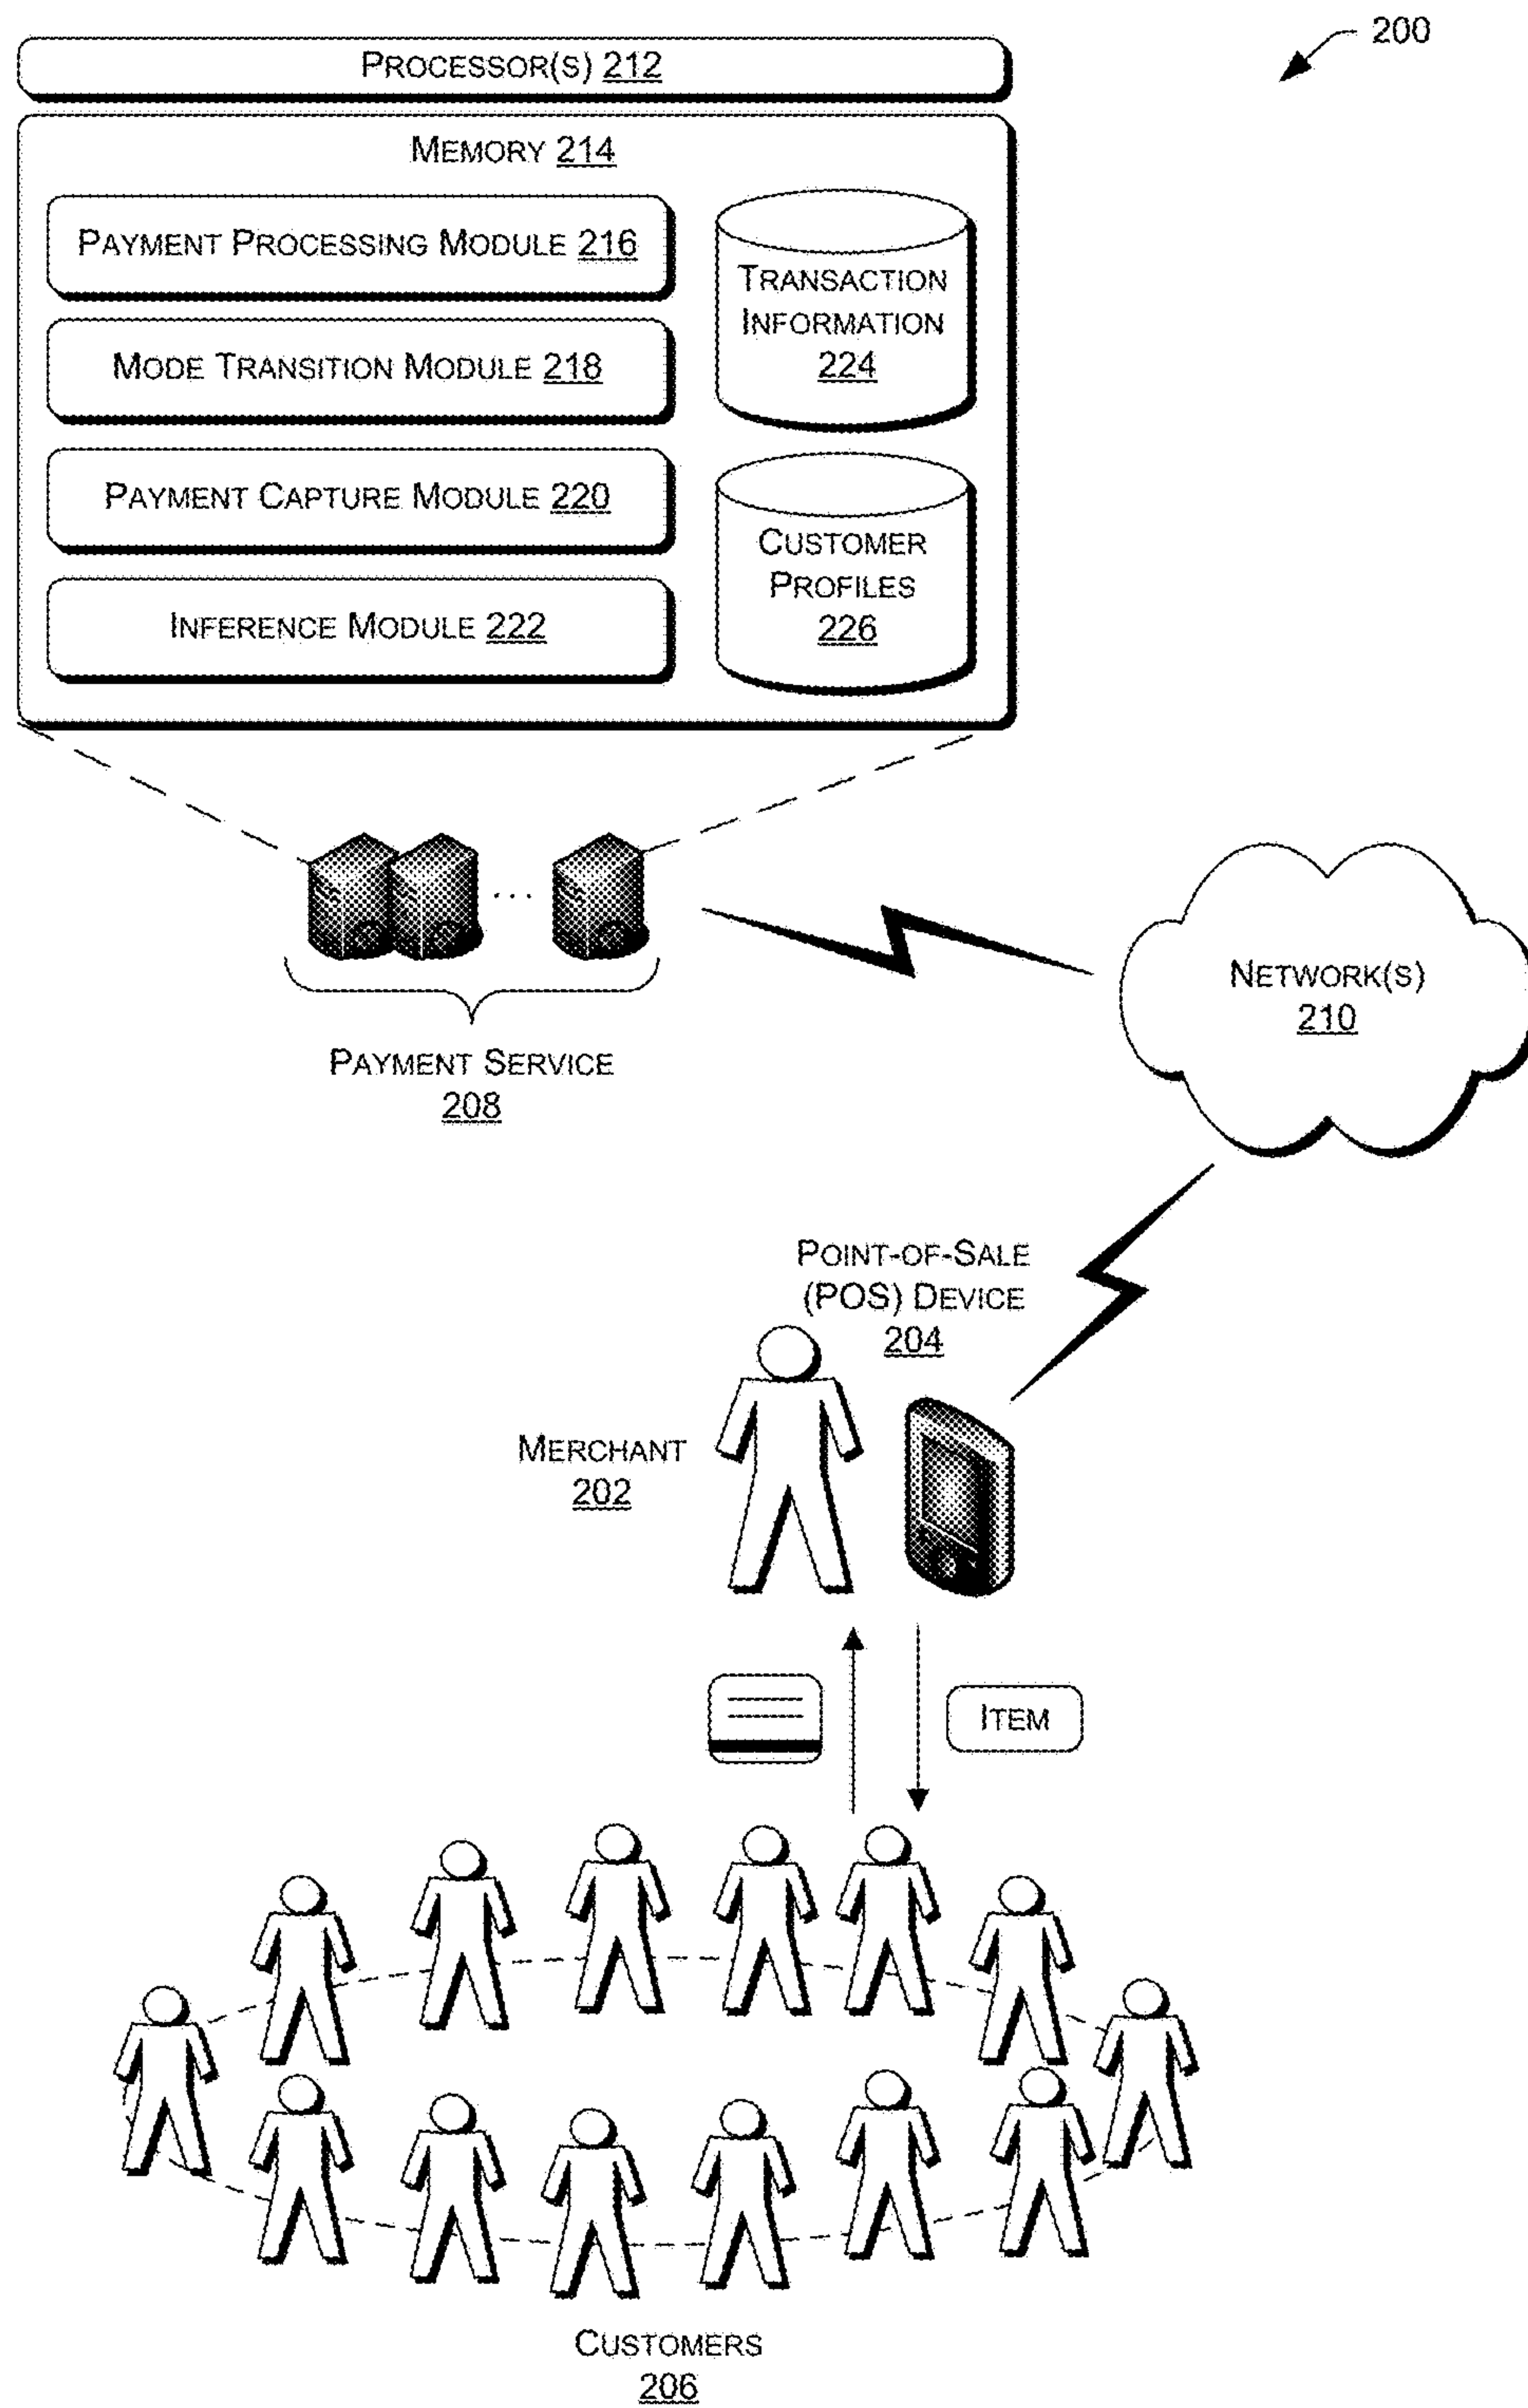 200
PROCESSOR(S) 212
MEMORY 214
PAYMENT PROCESSING MODULE 216
MODE TRANSITION MODULE 218
PAYMENT CAPTURE MODULE 220
INFERENCE MODULE 222
TRANSACTION
INFORMATION
224
CUSTOMER
PROFILES
226
...
PAYMENT SERVICE
208
NETWORK(S)
210
POINT-OF-SALE
(POS) DEVICE
204
MERCHANT
202
ITEM
CUSTOMERS
206